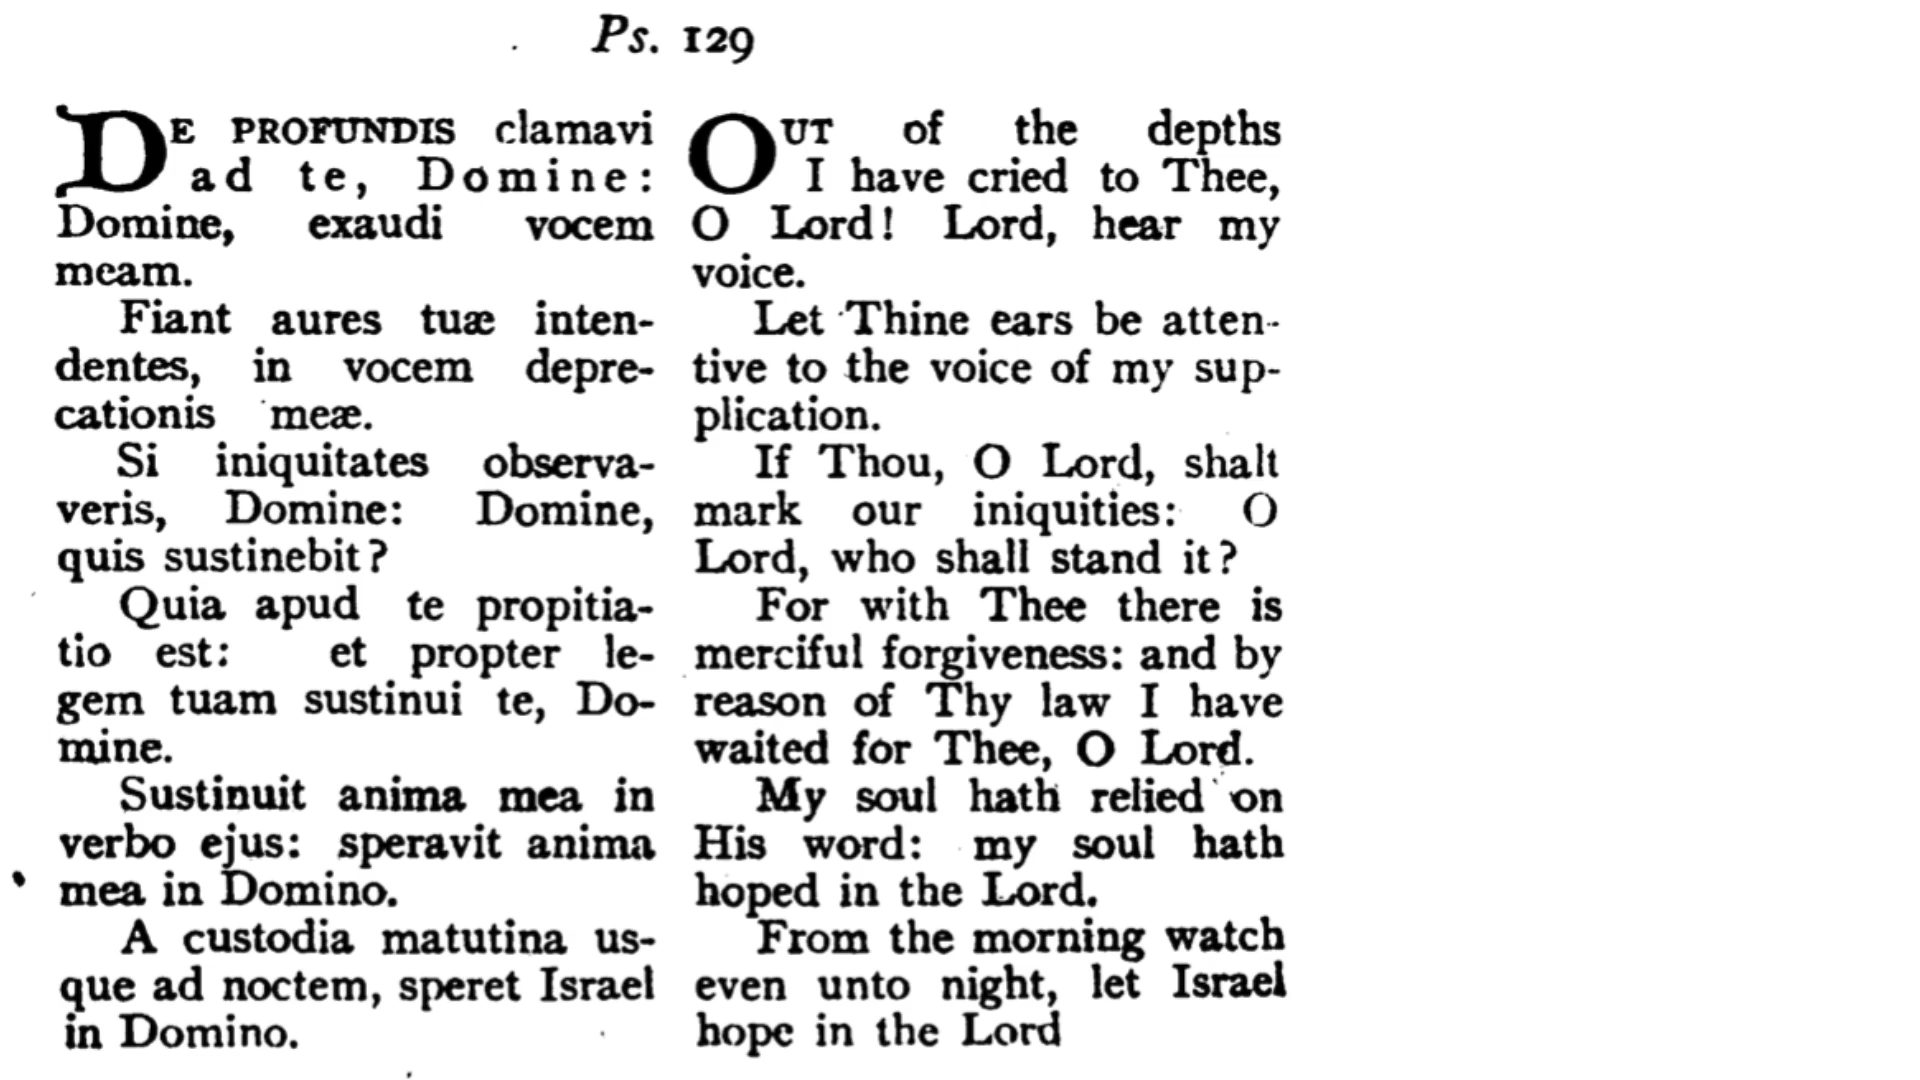 Ps. 129
DE PROFUNDIS clamavi
ad te, Domine:
Domine, exaudi vocem
meam.
Fiant aures tuæ inten-
dentes, in vocem depre-
cationis meæ.
Si iniquitates observa-
veris, Domine: Domine,
quis sustinebit?
Quia apud te propitia-
tio est: et propter le-
gem tuam sustinui te, Do-
mine.
Sustinuit anima mea in
verbo ejus: speravit anima
mea in Domino.
A custodia matutina us-
que ad noctem, speret Israel
in Domino.
OUT of the depths
I have cried to Thee,
O Lord! Lord, hear my
voice.
Let Thine ears be atten-
tive to the voice of my sup-
plication.
If Thou, O Lord, shalt
mark our iniquities: O
Lord, who shall stand it?
For with Thee there is
merciful forgiveness: and by
reason of Thy law I have
waited for Thee, O Lord.
My soul hath relied on
His word: my soul hath
hoped in the Lord.
From the morning watch
even unto night, let Israel
hope in the Lord